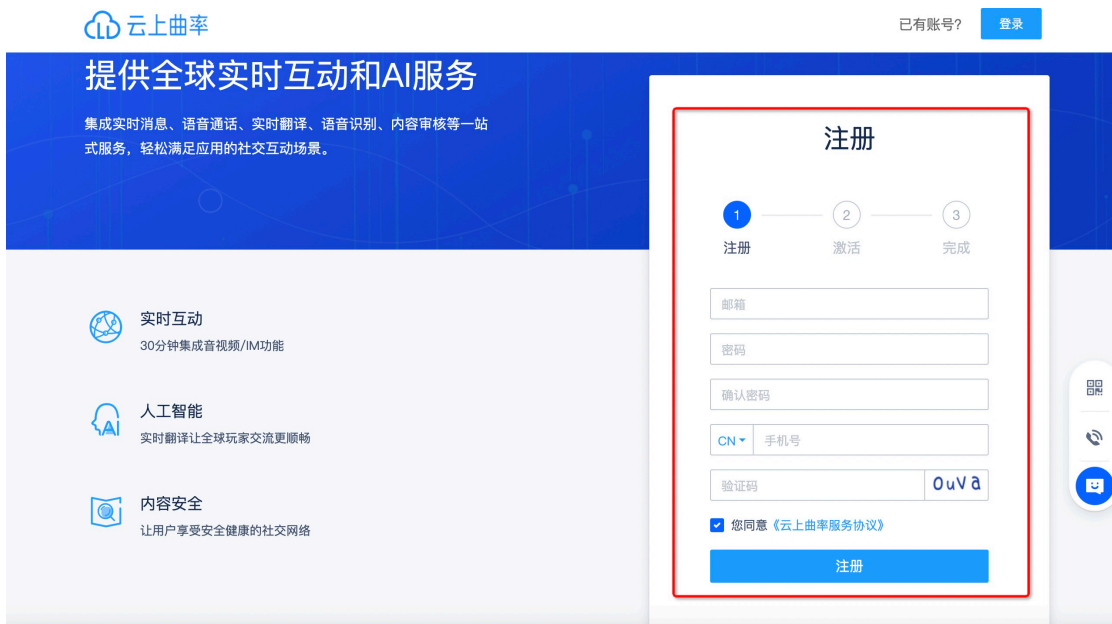 云上曲率
已有账号?
登录
提供全球实时互动和AI服务
集成实时消息、语音通话、实时翻译、语音识别、内容审核等一站
式服务，轻松满足应用的社交互动场景。
实时互动
30分钟集成音视频/IM功能
AI
人工智能
实时翻译让全球玩家交流更顺畅
内容安全
让用户享受安全健康的社交网络
注册
1
2
3
注册
激活
完成
邮箱
密码
确认密码
CN
手机号
验证码
Ouva
您同意《云上曲率服务协议》
注册